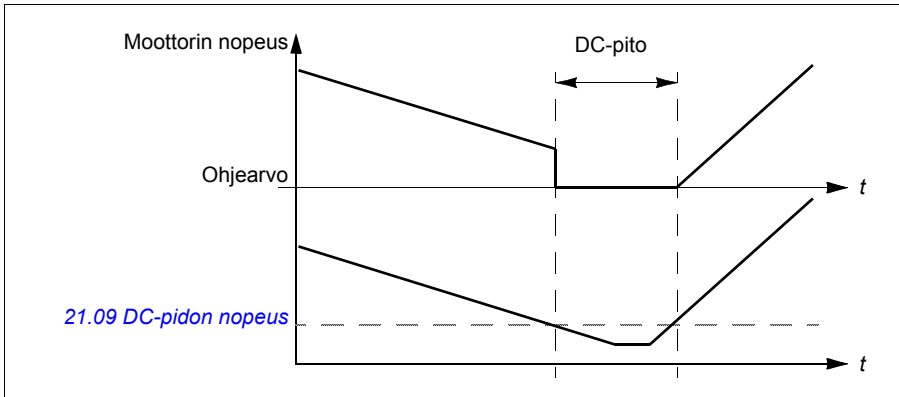 Moottorin nopeus
DC-pito
Ohjearvo
t
21.09 DC-pidon nopeus
t